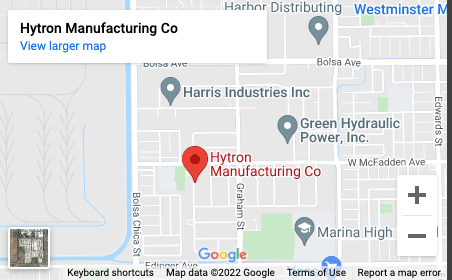 Harbor Distributing
Westminster M
Hytron Manufacturing Co
View larger map
Bolsa Ave
Bolsa Ave
Harris Industries Inc
Edwards St
Green Hydraulic
Power, Inc.
Hytron
Manufacturing Co
W McFadden Ave
Bolsa Chica St
Graham St
Marina High
Google
Edinger Ave
Keyboard shortcuts
Map data ©2022 Google
Terms of Use
Report a map error